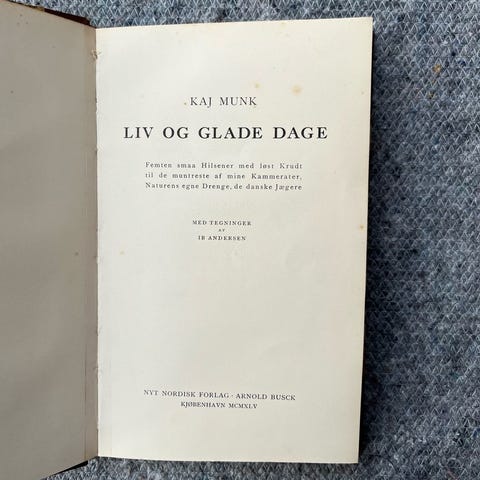 KAJ MUNK
LIV OG GLADE DAGE
Femten smaa Hilsener med løst Krudt
til de muntreste af mine Kammerater,
Naturens egne Drenge, de danske Jægere
MED TEGNINGER
AF
IB ANDERSEN
NYT NORDISK FORLAG · ARNOLD BUSCK
KJØBENHAVN MCMXLV